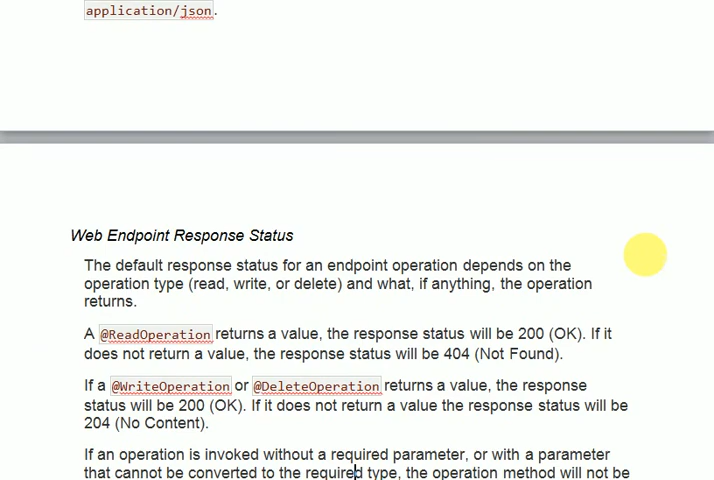 application/json.
Web Endpoint Response Status
The default response status for an endpoint operation depends on the
operation type (read, write, or delete) and what, if anything, the operation
returns.
A @ReadOperation returns a value, the response status will be 200 (OK). If it
does not return a value, the response status will be 404 (Not Found).
If a @WriteOperation or @DeleteOperation returns a value, the response
status will be 200 (OK). If it does not return a value the response status will be
204 (No Content).
If an operation is invoked without a required parameter, or with a parameter
that cannot be converted to the required type, the operation method will not be